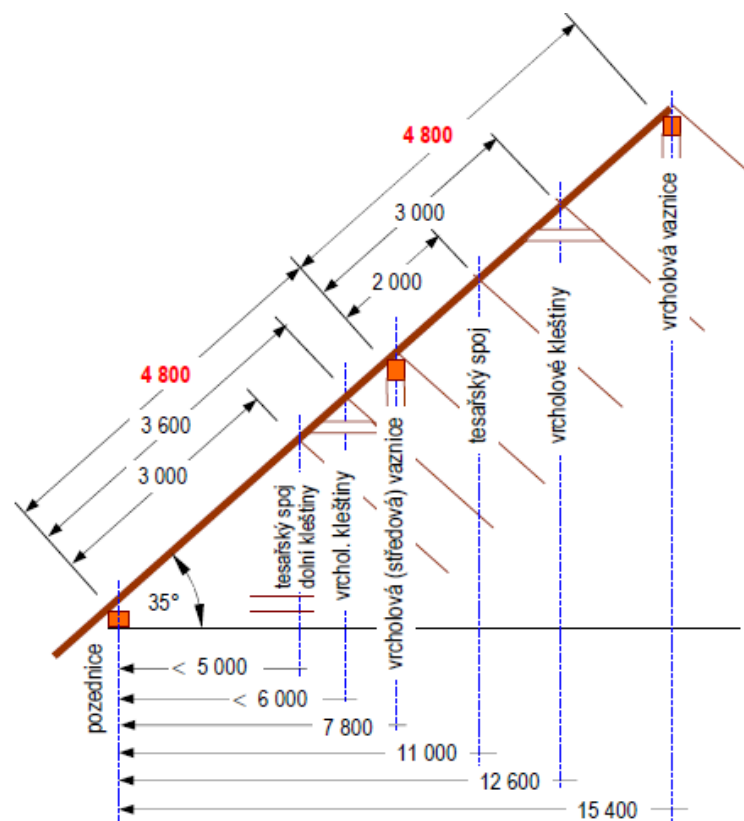 4 800
3 000
2 000
4 800
3 600
3 000
35°
pozednice
tesařský spoj
dolní kleštiny
vrchol. kleštiny
vrcholová (středová) vaznice
tesařský spoj
vrcholové kleštiny
vrcholová vaznice
< 5 000
< 6 000
7 800
11 000
12 600
15 400